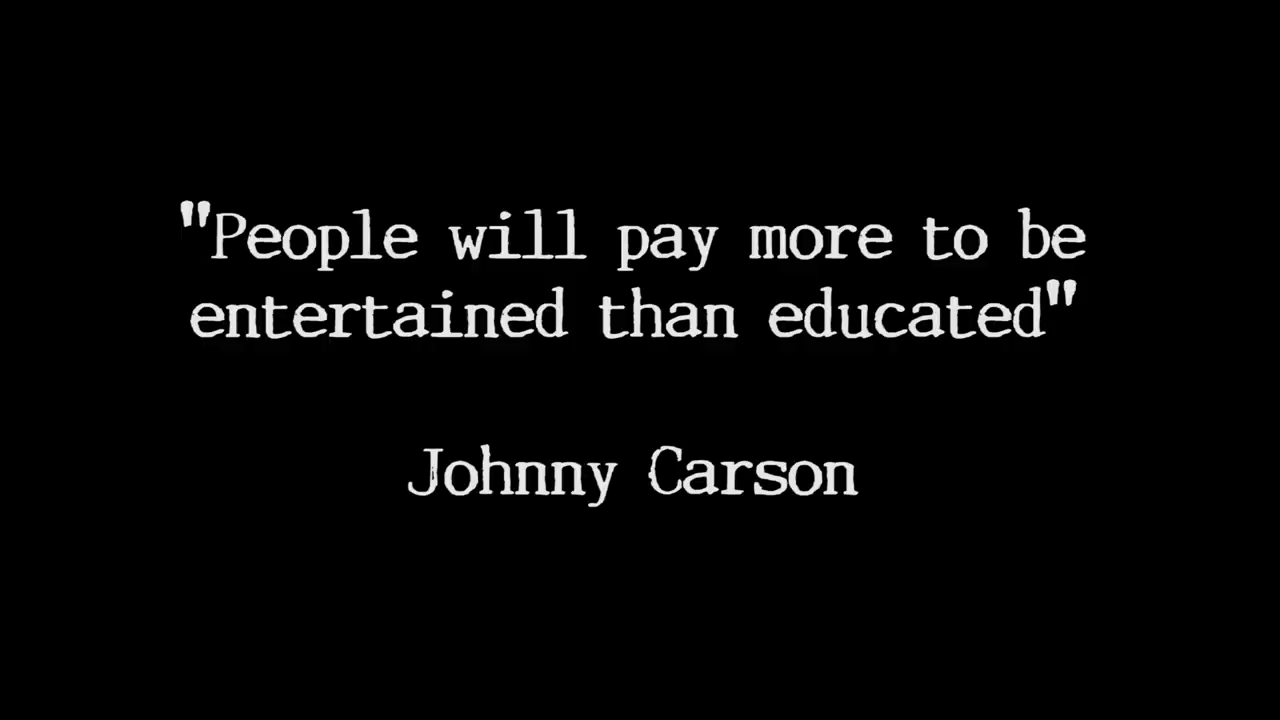 "People will pay more to be
entertained than educated"
Johnny Carson